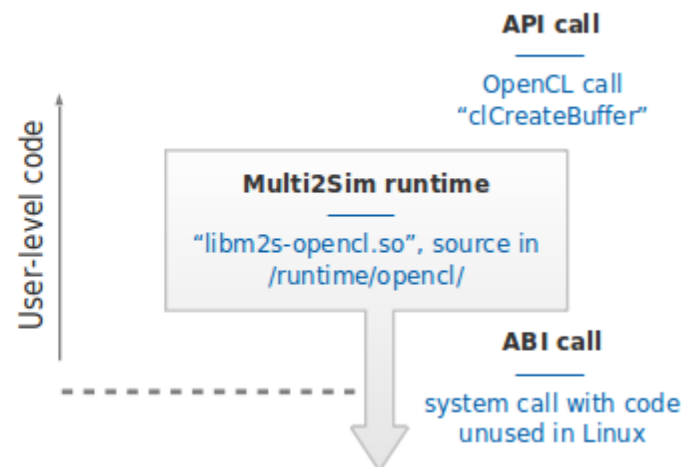 API call
OpenCL call
“clCreateBuffer”
User-level code
Multi2Sim runtime
“libm2s-opencl.so”, source in
/runtime/opencl/
ABI call
system call with code
unused in Linux